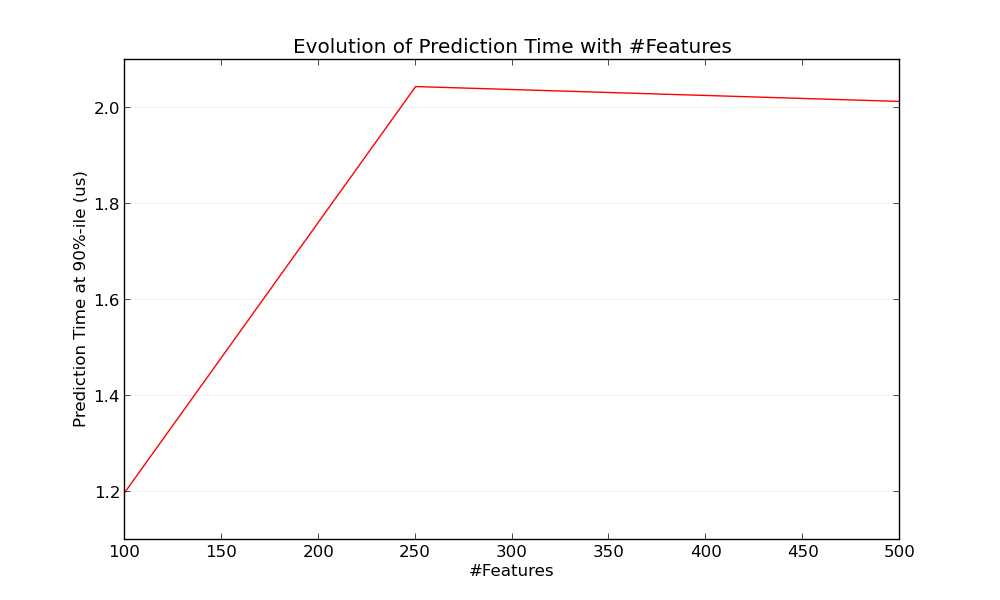 Evolution of Prediction Time with #Features
Prediction Time at 90%-ile (us)
2.0
1.8
1.6
1.4
1.2
100 150 200 250 300 350 400 450 500
#Features